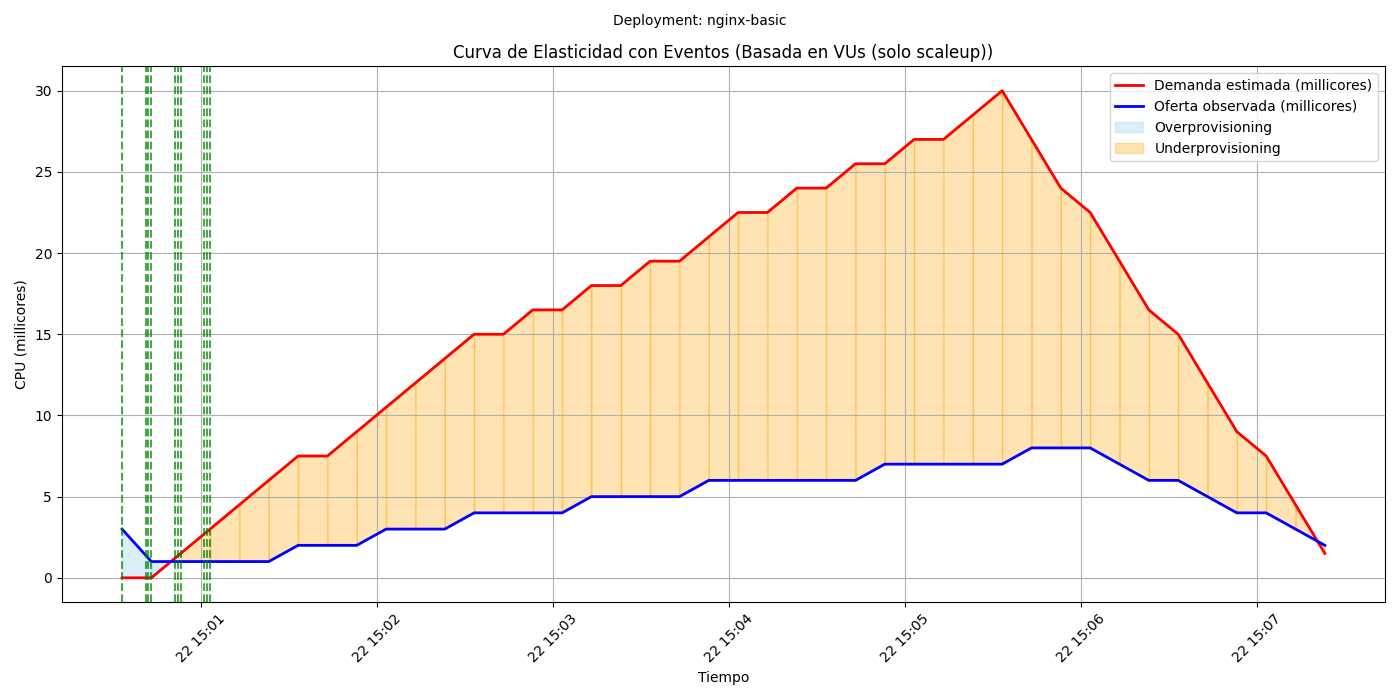 Deployment: nginx-basic
Curva de Elasticidad con Eventos (Basada en VUs (solo scaleup))
Demanda estimada (millicores)
Oferta observada (millicores)
Overprovisioning
Underprovisioning
CPU (millicores)
30
25
20
15
10
5
0
22 15:01
22 15:02
22 15:03
22 15:04
22 15:05
22 15:06
22 15:07
Tiempo